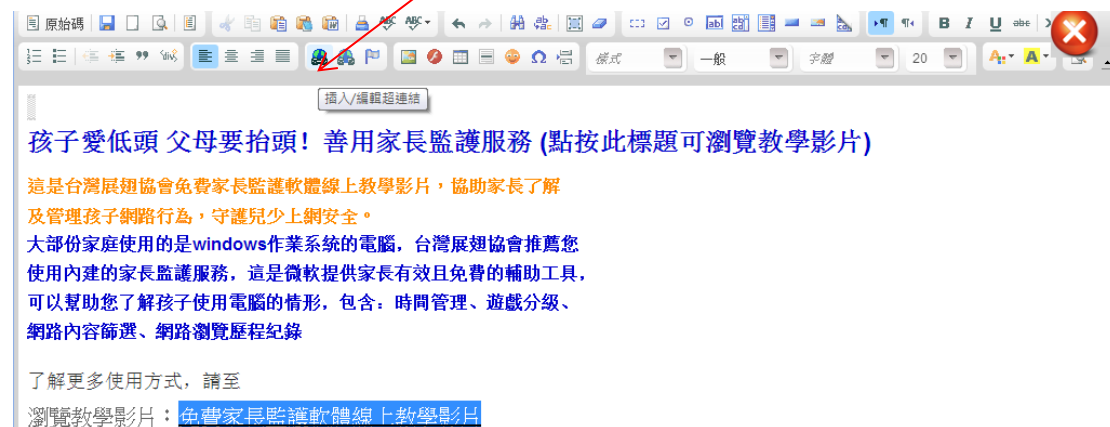 原始碼 ABC ABC ab B I U abc
樣式 一般 字體 20 A A
插入/編輯超連結
孩子愛低頭 父母要抬頭！善用家長監護服務 (點按此標題可瀏覽教學影片)
這是台灣展翅協會免費家長監護軟體線上教學影片，協助家長了解
及管理孩子網路行為，守護兒少上網安全。
大部份家庭使用的是windows作業系統的電腦，台灣展翅協會推薦您
使用內建的家長監護服務，這是微軟提供家長有效且免費的輔助工具，
可以幫助您了解孩子使用電腦的情形，包含：時間管理、遊戲分級、
網路內容篩選、網路瀏覽歷程紀錄
了解更多使用方式，請至
瀏覽教學影片：免費家長監護軟體線上教學影片